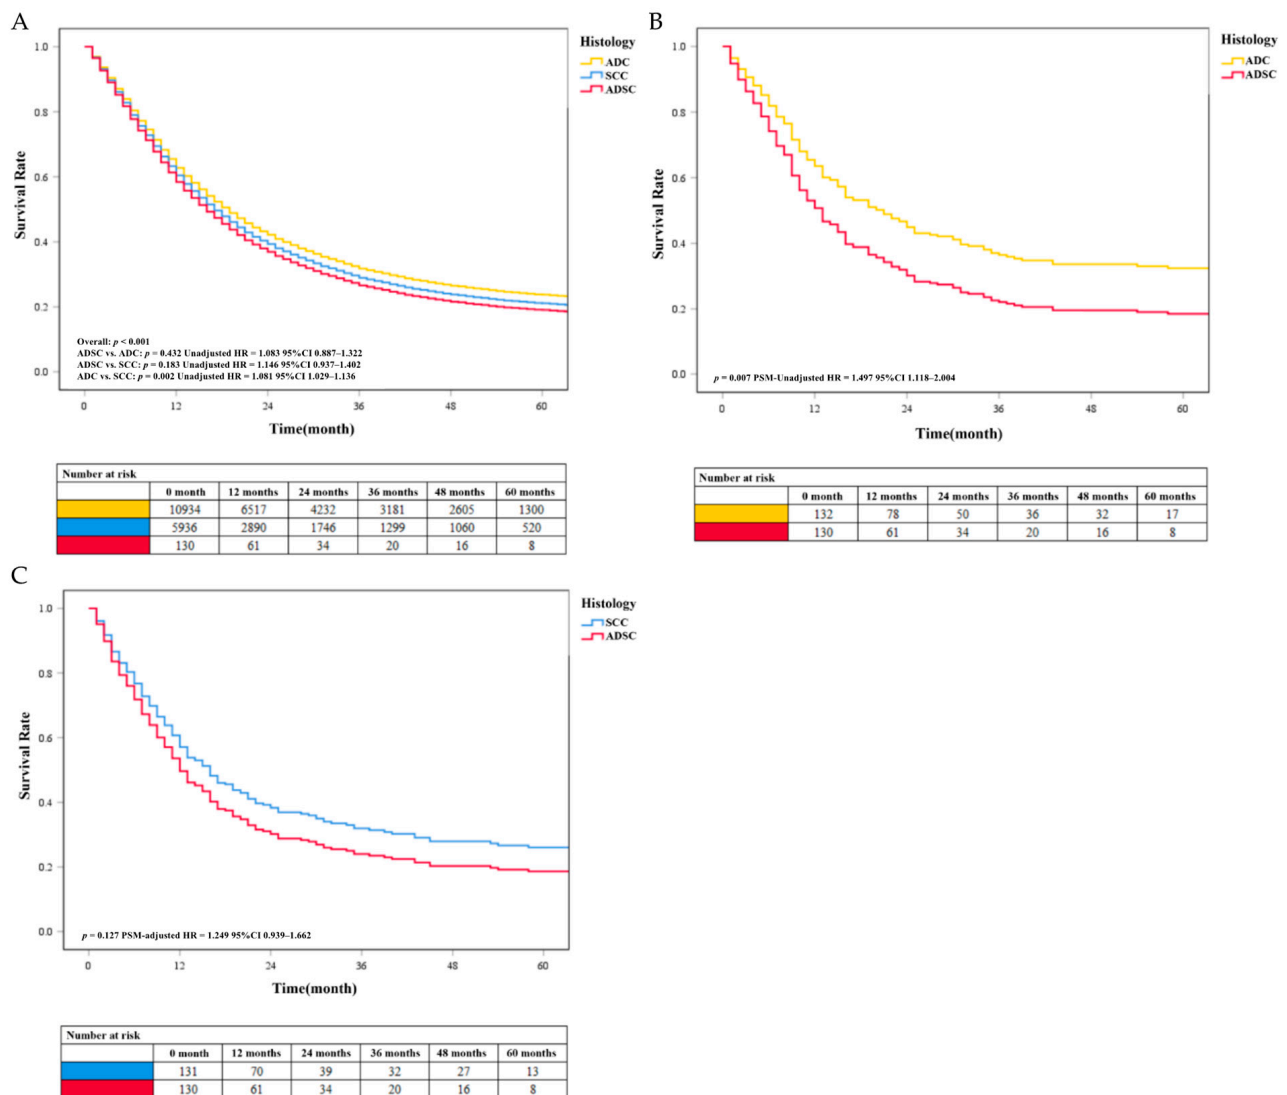 A
Histology
ADC
SCC
ADSC
1.0
0.8
0.6
0.4
0.2
0.0
Survival Rate
Overall: p < 0.001
ADSC vs. ADC: p = 0.432 Unadjusted HR = 1.083 95%CI 0.887–1.322
ADSC vs. SCC: p = 0.183 Unadjusted HR = 1.146 95%CI 0.937–1.402
ADC vs. SCC: p = 0.002 Unadjusted HR = 1.081 95%CI 1.029–1.136
0 12 24 36 48 60
Time(month)
Number at risk
0 month 12 months 24 months 36 months 48 months 60 months
10934 6517 4232 3181 2605 1300
5936 2890 1746 1299 1060 520
130 61 34 20 16 8
B
Histology
ADC
ADSC
1.0
0.8
0.6
0.4
0.2
0.0
Survival Rate
p = 0.007 PSM-Unadjusted HR = 1.497 95%CI 1.118–2.004
0 12 24 36 48 60
Time(month)
Number at risk
0 month 12 months 24 months 36 months 48 months 60 months
132 78 50 36 32 17
130 61 34 20 16 8
C
Histology
SCC
ADSC
1.0
0.8
0.6
0.4
0.2
0.0
Survival Rate
p = 0.127 PSM-adjusted HR = 1.249 95%CI 0.939–1.662
0 12 24 36 48 60
Time(month)
Number at risk
0 month 12 months 24 months 36 months 48 months 60 months
131 70 39 32 27 13
130 61 34 20 16 8